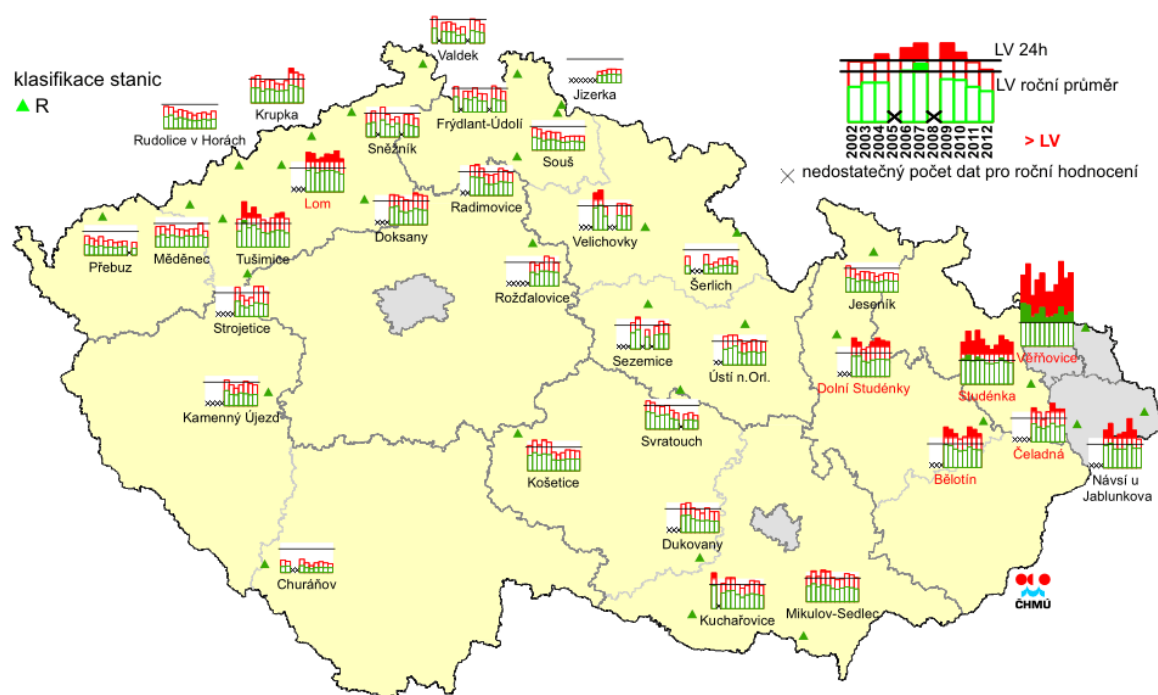 klasifikace stanic
R
LV 24h
LV roční průměr
2002
2003
2004
2005
2006
2007
2008
2009
2010
2011
2012
> LV
nedostatečný počet dat pro roční hodnocení
Valdek
Jizerka
Krupka
Rudolice v Horách
Frýdlant-Údolí
Sněžník
Souš
Lom
Radimovice
Doksany
Velichovky
Přebuz
Měděnec
Tušimice
Šerlich
Jeseník
Rožďalovice
Strojetice
Sezemice
Ústí n.Orl.
Dolní Studénky
Věřňovice
Studénka
Kamenný Újezd
Svratouch
Čeladná
Košetice
Bělotín
Návsí u
Jablunkova
Dukovany
Churáňov
Kuchařovice
Mikulov-Sedlec
ČHMÚ